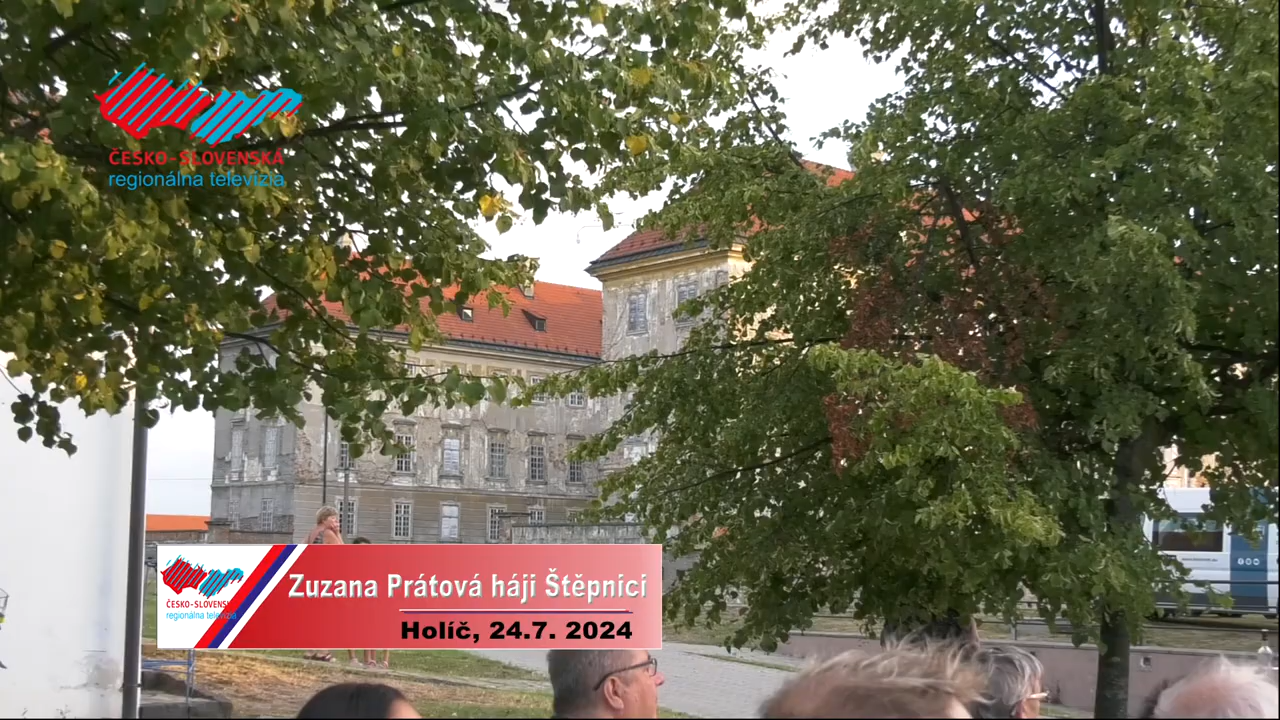 ČESKO-SLOVENSKÁ
regionálna televízia
Zuzana Prátová háji Štěpnici
ČESKO-SLOVENSKÁ
regionálna televízia
Holíč, 24.7. 2024